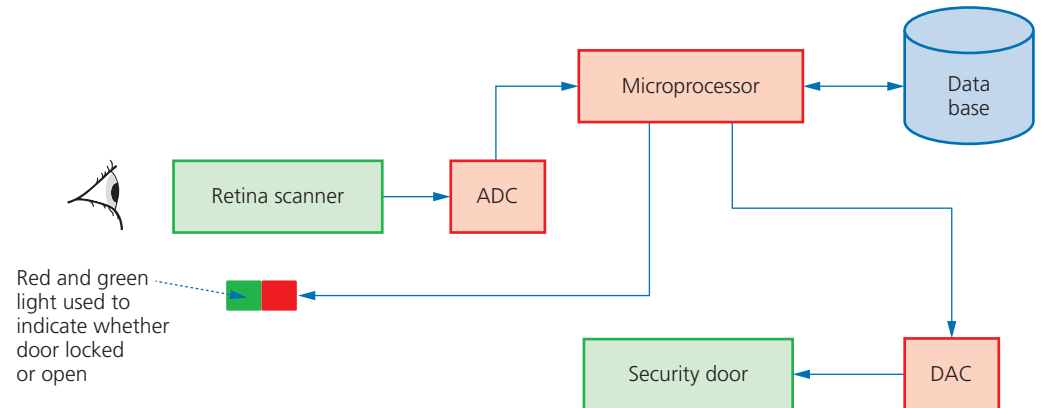 Microprocessor
Data
base
Retina scanner
ADC
Red and green
light used to
indicate whether
door locked
or open
Security door
DAC